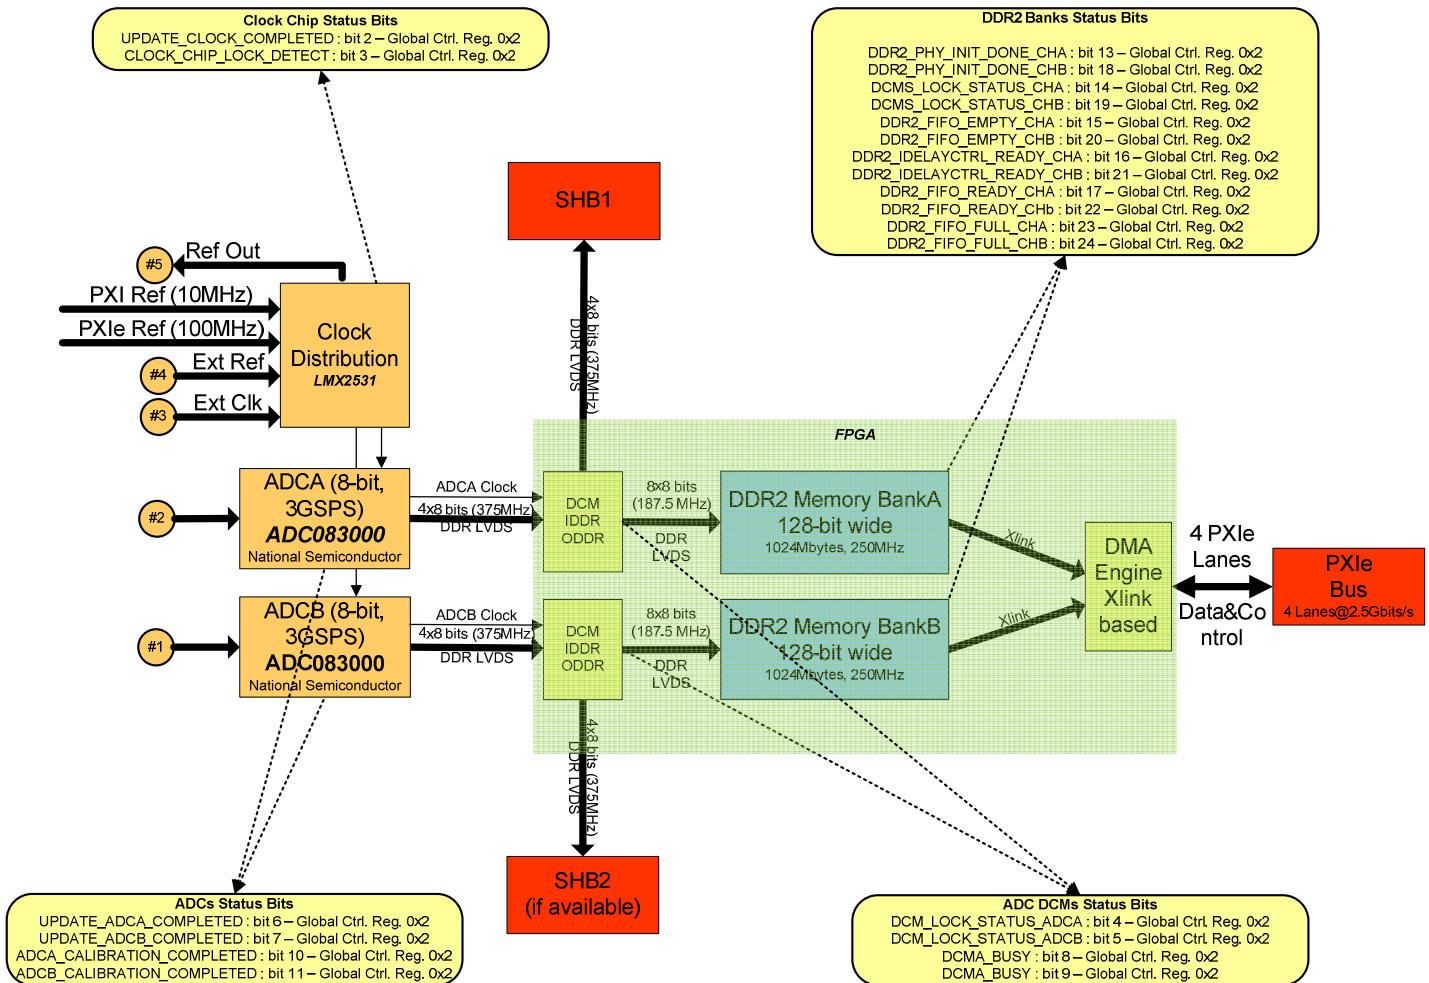 Clock Chip Status Bits
UPDATE_CLOCK_COMPLETED : bit 2 – Global Ctrl. Reg. 0x2
CLOCK_CHIP_LOCK_DETECT : bit 3 – Global Ctrl. Reg. 0x2
DDR2 Banks Status Bits
DDR2_PHY_INIT_DONE_CHA : bit 13 – Global Ctrl. Reg. 0x2
DDR2_PHY_INIT_DONE_CHB : bit 18 – Global Ctrl. Reg. 0x2
DCMS_LOCK_STATUS_CHA : bit 14 – Global Ctrl. Reg. 0x2
DCMS_LOCK_STATUS_CHB : bit 19 – Global Ctrl. Reg. 0x2
DDR2_FIFO_EMPTY_CHA : bit 15 – Global Ctrl. Reg. 0x2
DDR2_FIFO_EMPTY_CHB : bit 20 – Global Ctrl. Reg. 0x2
DDR2_IDELAYCTRL_READY_CHA : bit 16 – Global Ctrl. Reg. 0x2
DDR2_IDELAYCTRL_READY_CHB : bit 21 – Global Ctrl. Reg. 0x2
DDR2_FIFO_READY_CHA : bit 17 – Global Ctrl. Reg. 0x2
DDR2_FIFO_READY_CHb : bit 22 – Global Ctrl. Reg. 0x2
DDR2_FIFO_FULL_CHA : bit 23 – Global Ctrl. Reg. 0x2
DDR2_FIFO_FULL_CHB : bit 24 – Global Ctrl. Reg. 0x2
SHB1
#5
Ref Out
PXI Ref (10MHz)
PXIe Ref (100MHz)
#4
Ext Ref
#3
Ext Clk
Clock
Distribution
LMX2531
4x8 bits (375MHz)
DDR LVDS
FPGA
#2
ADCA (8-bit,
3GSPS)
ADC083000
National Semiconductor
ADCA Clock
4x8 bits (375MHz)
DDR LVDS
DCM
IDDR
ODDR
8x8 bits
(187.5 MHz)
DDR
LVDS
DDR2 Memory BankA
128-bit wide
1024Mbytes, 250MHz
Xlink
DMA
Engine
Xlink
based
4 PXIe
Lanes
Data&Co
ntrol
PXIe
Bus
4 Lanes@2.5Gbits/s
#1
ADCB (8-bit,
3GSPS)
ADC083000
National Semiconductor
ADCB Clock
4x8 bits (375MHz)
DDR LVDS
DCM
IDDR
ODDR
8x8 bits
(187.5 MHz)
DDR
LVDS
DDR2 Memory BankB
128-bit wide
1024Mbytes, 250MHz
Xlink
4x8 bits (375MHz)
DDR LVDS
SHB2
(if available)
ADCs Status Bits
UPDATE_ADCA_COMPLETED : bit 6 – Global Ctrl. Reg. 0x2
UPDATE_ADCB_COMPLETED : bit 7 – Global Ctrl. Reg. 0x2
ADCA_CALIBRATION_COMPLETED : bit 10 – Global Ctrl. Reg. 0x2
ADCB_CALIBRATION_COMPLETED : bit 11 – Global Ctrl. Reg. 0x2
ADC DCMs Status Bits
DCM_LOCK_STATUS_ADCA : bit 4 – Global Ctrl. Reg. 0x2
DCM_LOCK_STATUS_ADCB : bit 5 – Global Ctrl. Reg. 0x2
DCMA_BUSY : bit 8 – Global Ctrl. Reg. 0x2
DCMA_BUSY : bit 9 – Global Ctrl. Reg. 0x2